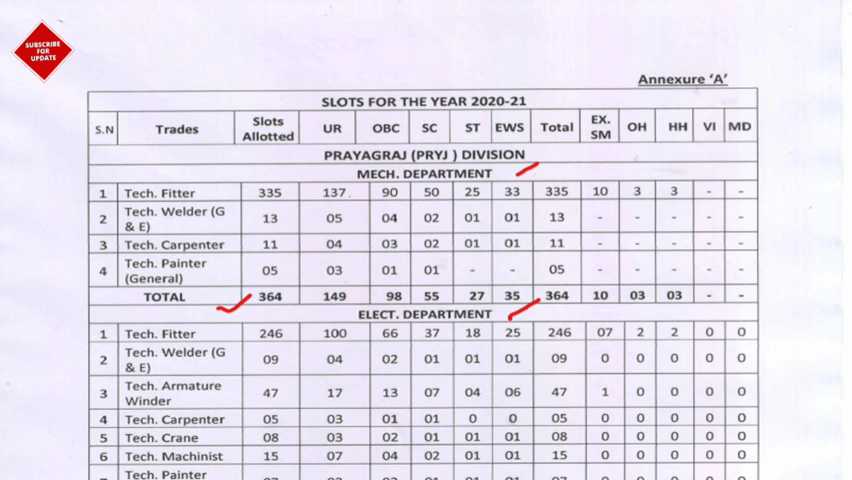 SUBSCRIBE
FOR
UPDATE
Annexure 'A'
SLOTS FOR THE YEAR 2020-21
S.N Trades Slots Allotted UR OBC SC ST EWS Total EX. SM OH HH VI MD
PRAYAGRAJ (PRYJ ) DIVISION
MECH. DEPARTMENT
1 Tech. Fitter 335 137 90 50 25 33 335 10 3 3 - -
2 Tech. Welder (G & E) 13 05 04 02 01 01 13 - - - - -
3 Tech. Carpenter 11 04 03 02 01 01 11 - - - - -
4 Tech. Painter (General) 05 03 01 01 - - 05 - - - - -
TOTAL 364 149 98 55 27 35 364 10 03 03 - -
ELECT. DEPARTMENT
1 Tech. Fitter 246 100 66 37 18 25 246 07 2 2 0 0
2 Tech. Welder (G & E) 09 04 02 01 01 01 09 0 0 0 0 0
3 Tech. Armature Winder 47 17 13 07 04 06 47 1 0 0 0 0
4 Tech. Carpenter 05 03 01 01 0 0 05 0 0 0 0 0
5 Tech. Crane 08 03 02 01 01 01 08 0 0 0 0 0
6 Tech. Machinist 15 07 04 02 01 01 15 0 0 0 0 0
Tech. Painter